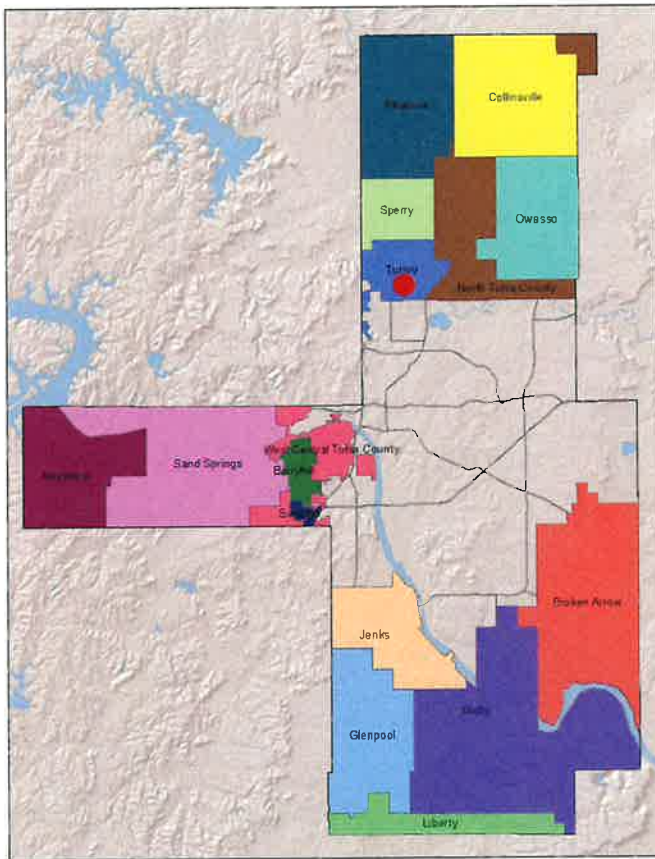 Skiatook
Collinsville
Sperry
Owasso
Turley
North Tulsa County
West Central Tulsa County
Sand Springs
Berryhill
Keystone
Broken Arrow
Jenks
Bixby
Glenpool
Liberty